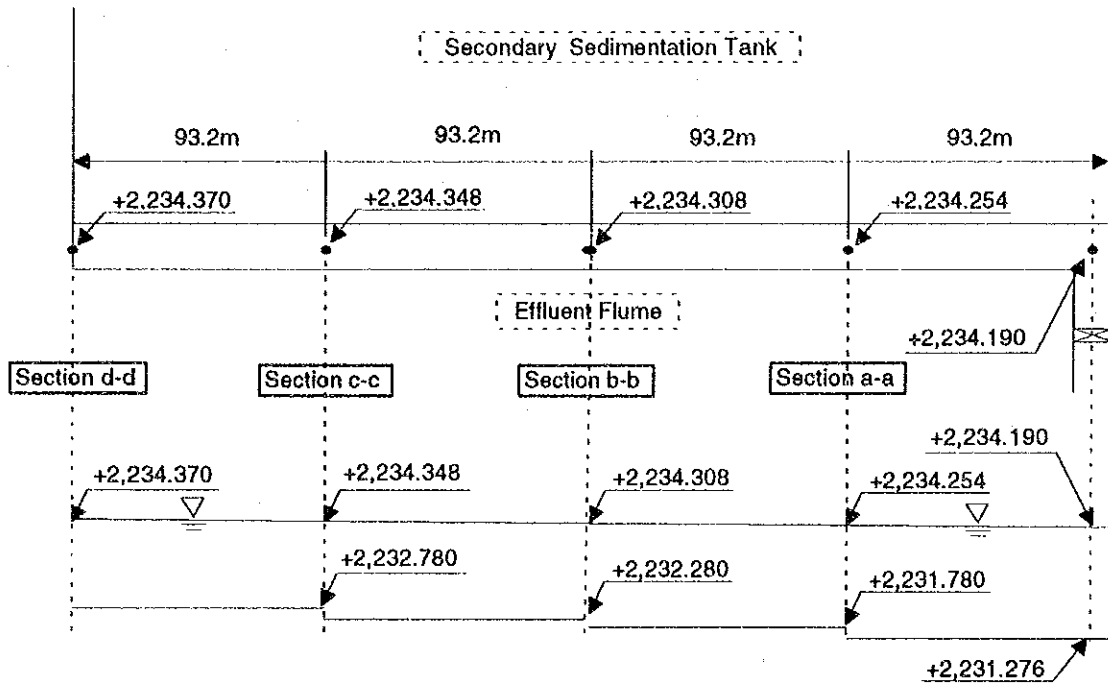 Secondary Sedimentation Tank
93.2m 93.2m 93.2m 93.2m
+2,234.370 +2,234.348 +2,234.308 +2,234.254
Effluent Flume
+2,234.190
Section d-d Section c-c Section b-b Section a-a
+2,234.190
+2,234.370 +2,234.348 +2,234.308 +2,234.254
+2,232.780 +2,232.280 +2,231.780
+2,231.276